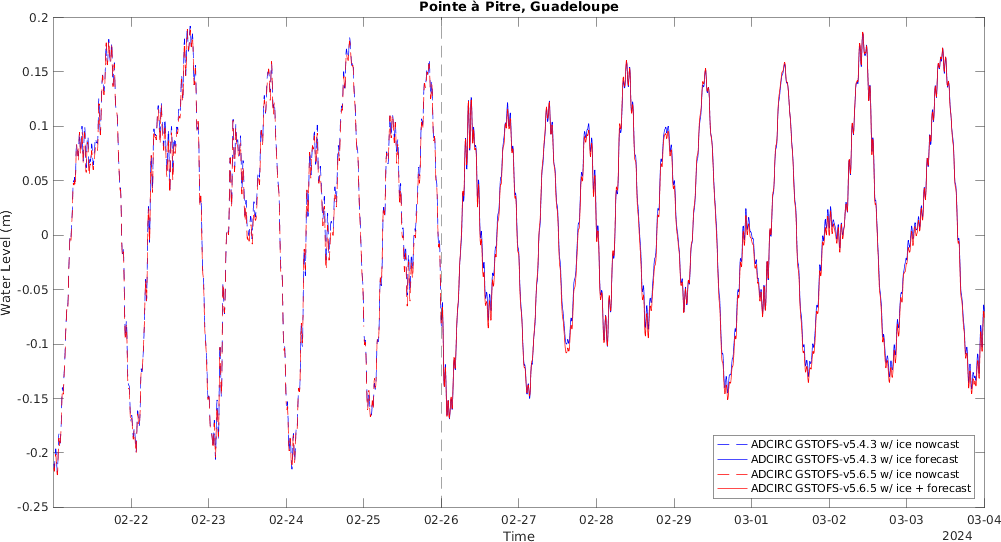 Pointe à Pitre, Guadeloupe
0.2
0.15
0.1
0.05
0
-0.05
-0.1
-0.15
-0.2
-0.25
Water Level (m)
ADCIRC GSTOFS-v5.4.3 w/ ice nowcast
ADCIRC GSTOFS-v5.4.3 w/ ice forecast
ADCIRC GSTOFS-v5.6.5 w/ ice nowcast
ADCIRC GSTOFS-v5.6.5 w/ ice + forecast
02-22 02-23 02-24 02-25 02-26 02-27 02-28 02-29 03-01 03-02 03-03 03-04
Time
2024